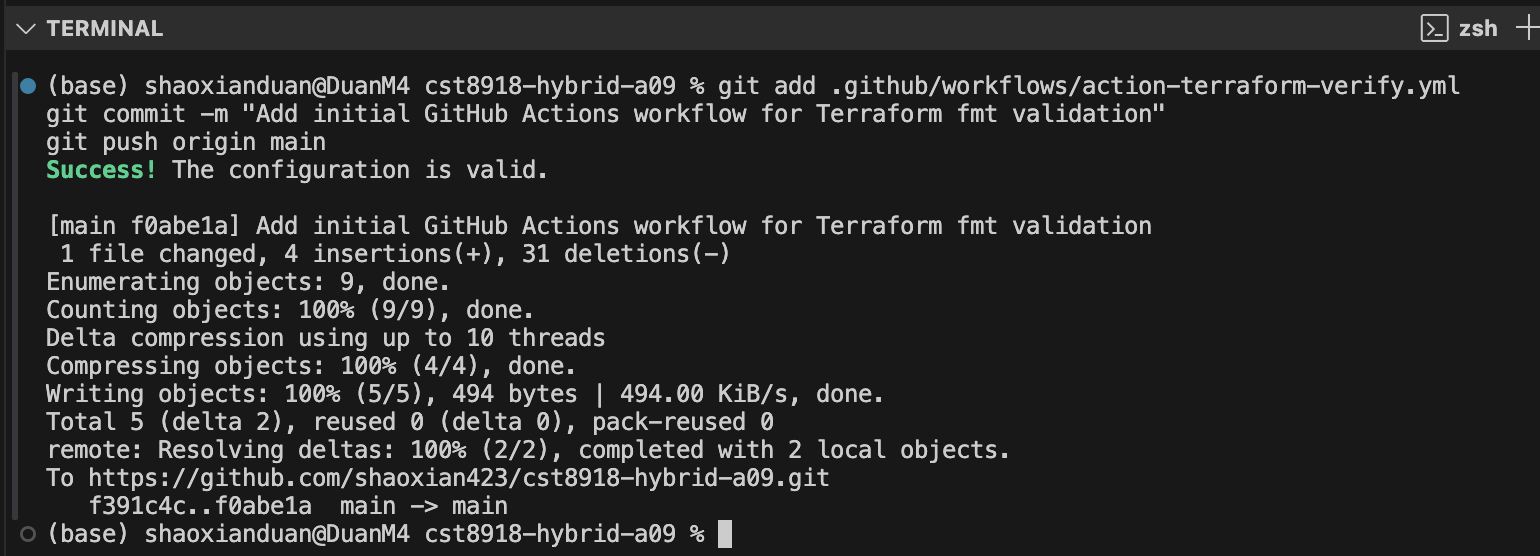 TERMINAL
zsh
(base) shaoxianduan@DuanM4 cst8918-hybrid-a09 % git add .github/workflows/action-terraform-verify.yml
git commit -m "Add initial GitHub Actions workflow for Terraform fmt validation"
git push origin main
Success! The configuration is valid.
[main f0abe1a] Add initial GitHub Actions workflow for Terraform fmt validation
1 file changed, 4 insertions(+), 31 deletions(-)
Enumerating objects: 9, done.
Counting objects: 100% (9/9), done.
Delta compression using up to 10 threads
Compressing objects: 100% (4/4), done.
Writing objects: 100% (5/5), 494 bytes | 494.00 KiB/s, done.
Total 5 (delta 2), reused 0 (delta 0), pack-reused 0
remote: Resolving deltas: 100% (2/2), completed with 2 local objects.
To https://github.com/shaoxian423/cst8918-hybrid-a09.git
f391c4c..f0abe1a  main -> main
(base) shaoxianduan@DuanM4 cst8918-hybrid-a09 %